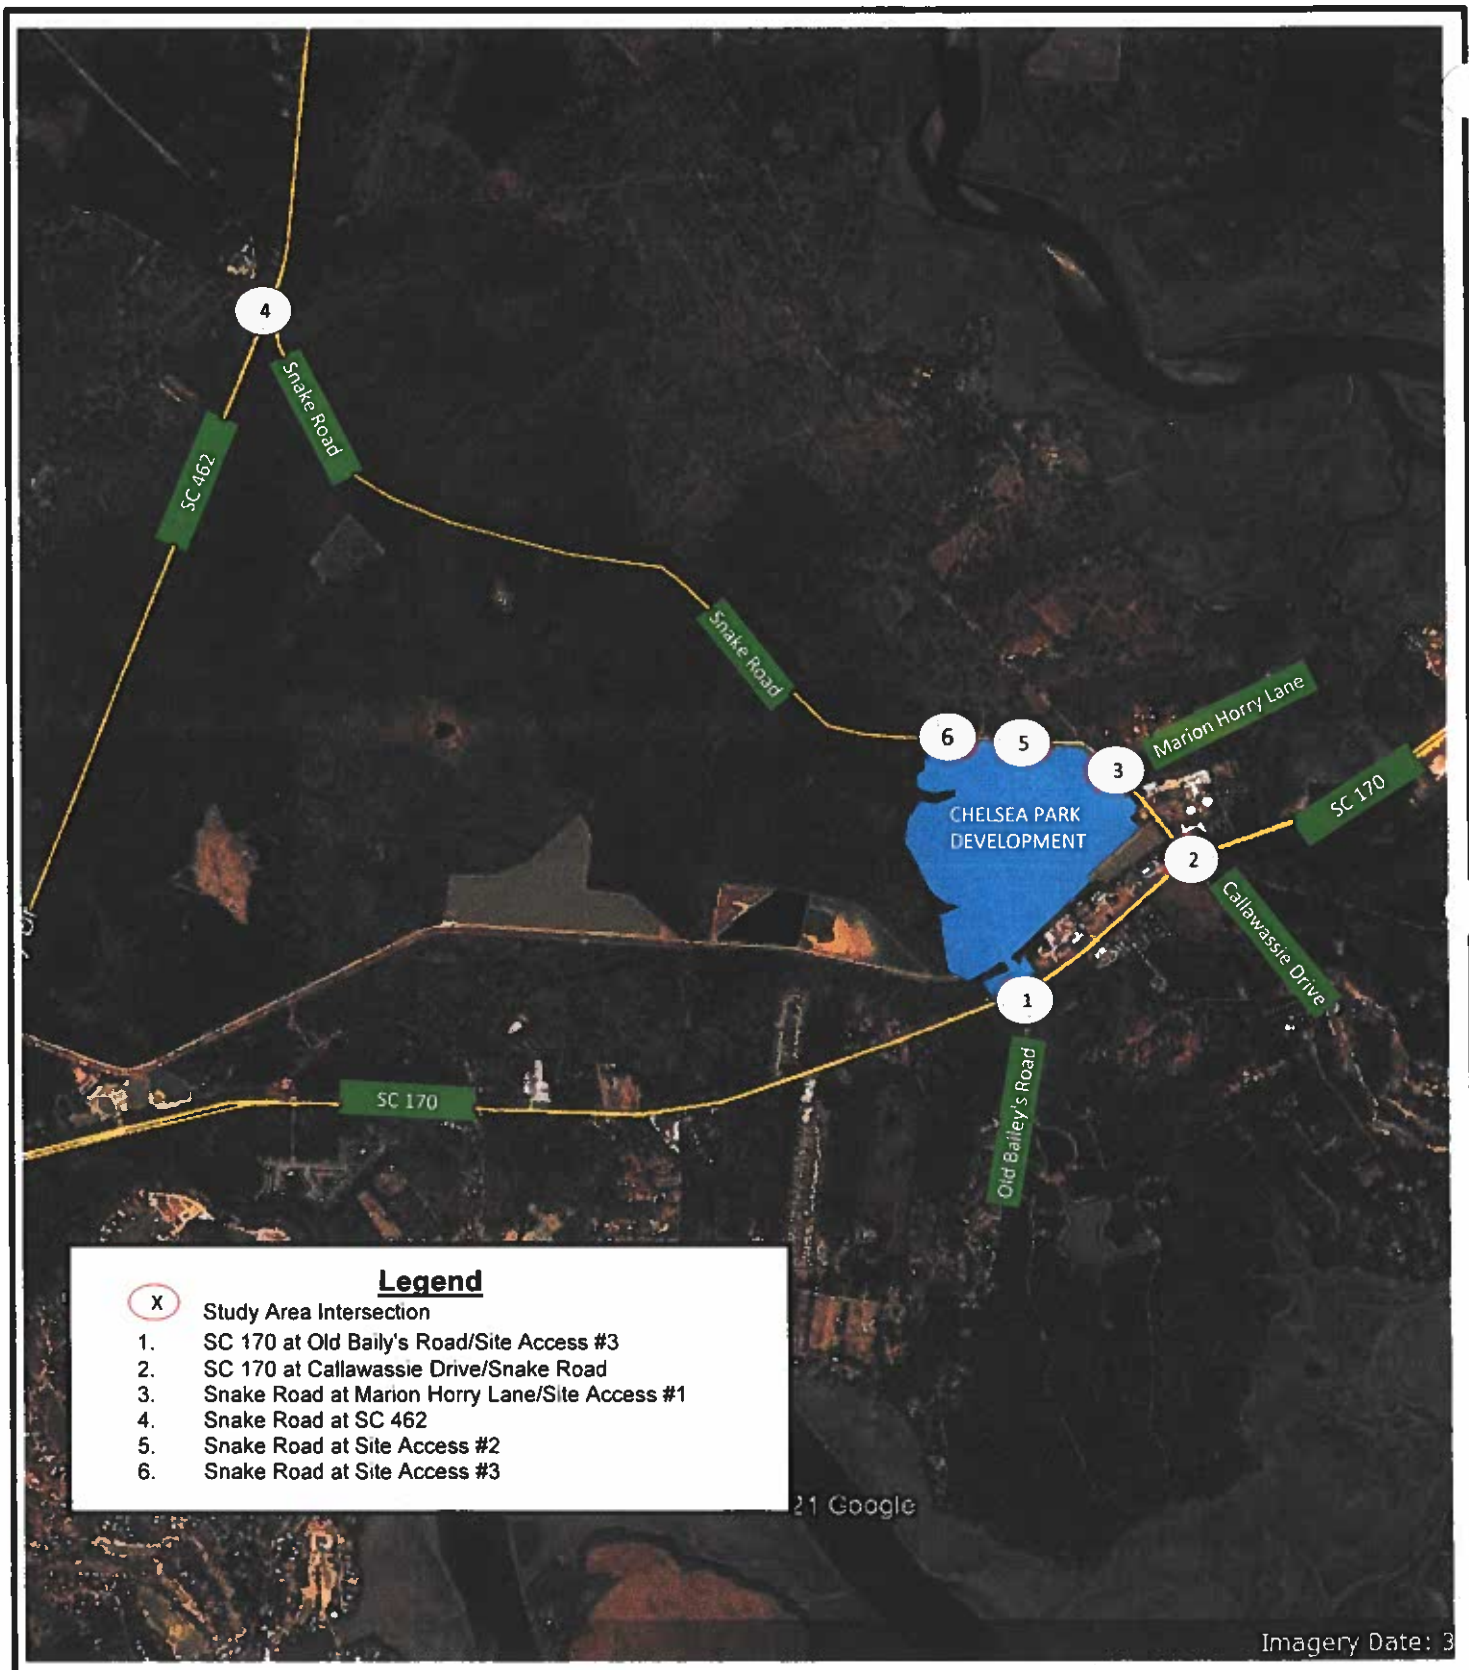 4
Snake Road
SC 462
Snake Road
Marion Horry Lane
6
5
3
SC 170
CHELSEA PARK
DEVELOPMENT
2
Callawassie Drive
1
Old Bailey's Road
SC 170
Legend
X Study Area Intersection
1. SC 170 at Old Baily's Road/Site Access #3
2. SC 170 at Callawassie Drive/Snake Road
3. Snake Road at Marion Horry Lane/Site Access #1
4. Snake Road at SC 462
5. Snake Road at Site Access #2
6. Snake Road at Site Access #3
21 Google
Imagery Date: 3